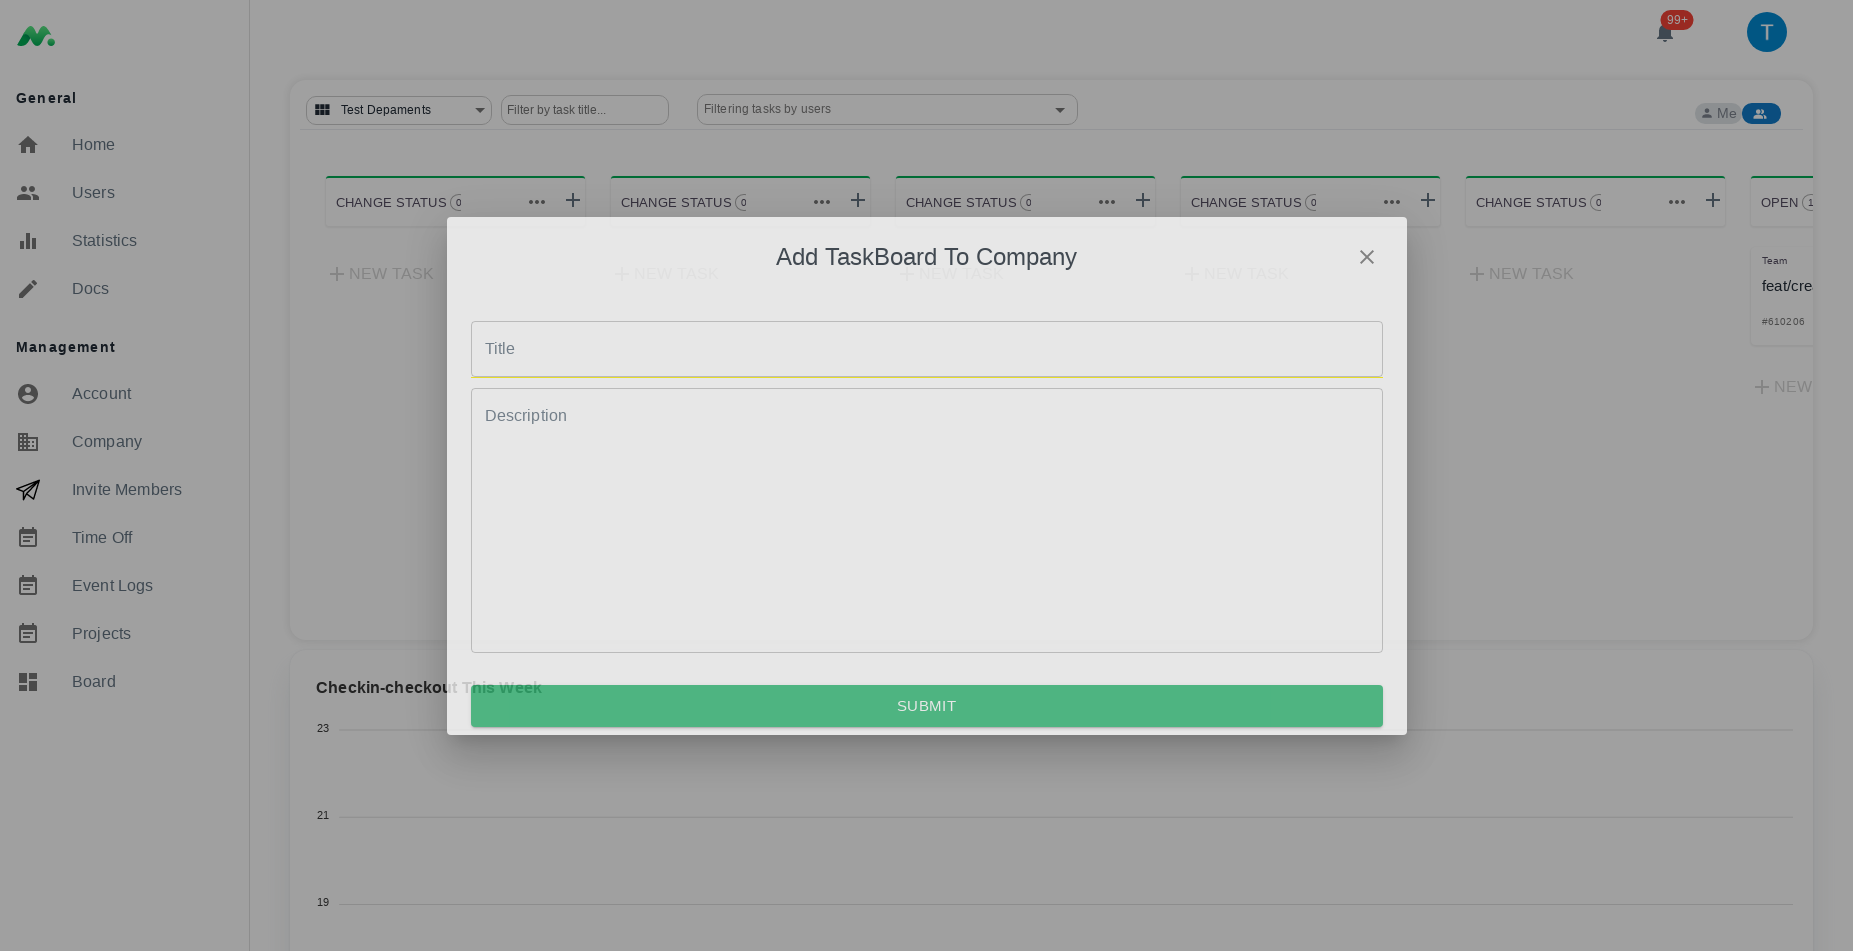 99+
T
General
Home
Users
Statistics
Docs
Management
Account
Company
Invite Members
Time Off
Event Logs
Projects
Board
Test Depaments
Filter by task title...
Filtering tasks by users
Me
CHANGE STATUS 0
CHANGE STATUS 0
CHANGE STATUS 0
CHANGE STATUS 0
CHANGE STATUS 0
OPEN 1
NEW TASK
NEW TASK
NEW TASK
NEW TASK
NEW TASK
Team
feat/cre
#610206
NEW
Add TaskBoard To Company
Title
Description
SUBMIT
Checkin-checkout This Week
23
21
19